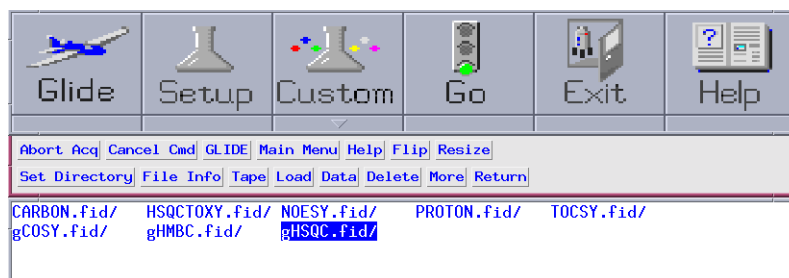 Glide Setup Custom Go Exit Help
Abort Acq Cancel Cmd GLIDE Main Menu Help Flip Resize
Set Directory File Info Tape Load Data Delete More Return
CARBON.fid/ HSQCTOXY.fid/ NOESY.fid/ PROTON.fid/ TOCSY.fid/
gCOSY.fid/ gHMBC.fid/ gHSQC.fid/